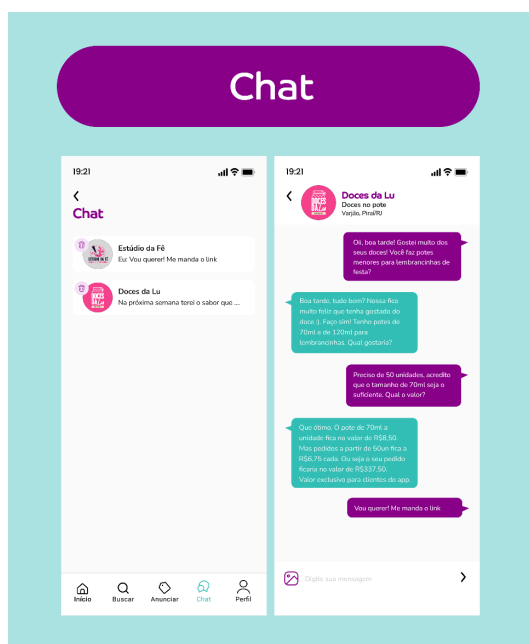 Chat
19:21
Chat
Estúdio da Fê
Eu: Vou querer! Me manda o link
DOCES DA Lu
Doces da Lu
Na próxima semana terei o sabor que ....
Início
Buscar
Anunciar
Chat
Perfil
19:21
DOCES DA Lu
Doces da Lu
Doces no pote
Varjão, Piraí/RJ
Oii, boa tarde! Gostei muito dos
seus doces! Você faz potes
menores para lembrancinhas de
festa?
Boa tarde, tudo bom? Nossa fico
muito feliz que tenha gostado do
doce :). Faço sim! Tenho potes de
70ml e de 120ml para
lembrancinhas. Qual gostaria?
Preciso de 50 unidades, acredito
que o tamanho de 70ml seja o
suficiente. Qual o valor?
Que ótimo. O pote de 70ml a
unidade fica no valor de R$8,50.
Mas pedidos a partir de 50un fica a
R$6,75 cada. Ou seja o seu pedido
ficaria no valor de R$337,50.
Valor exclusivo para clientes do app.
Vou querer! Me manda o link
Digite sua mensagem